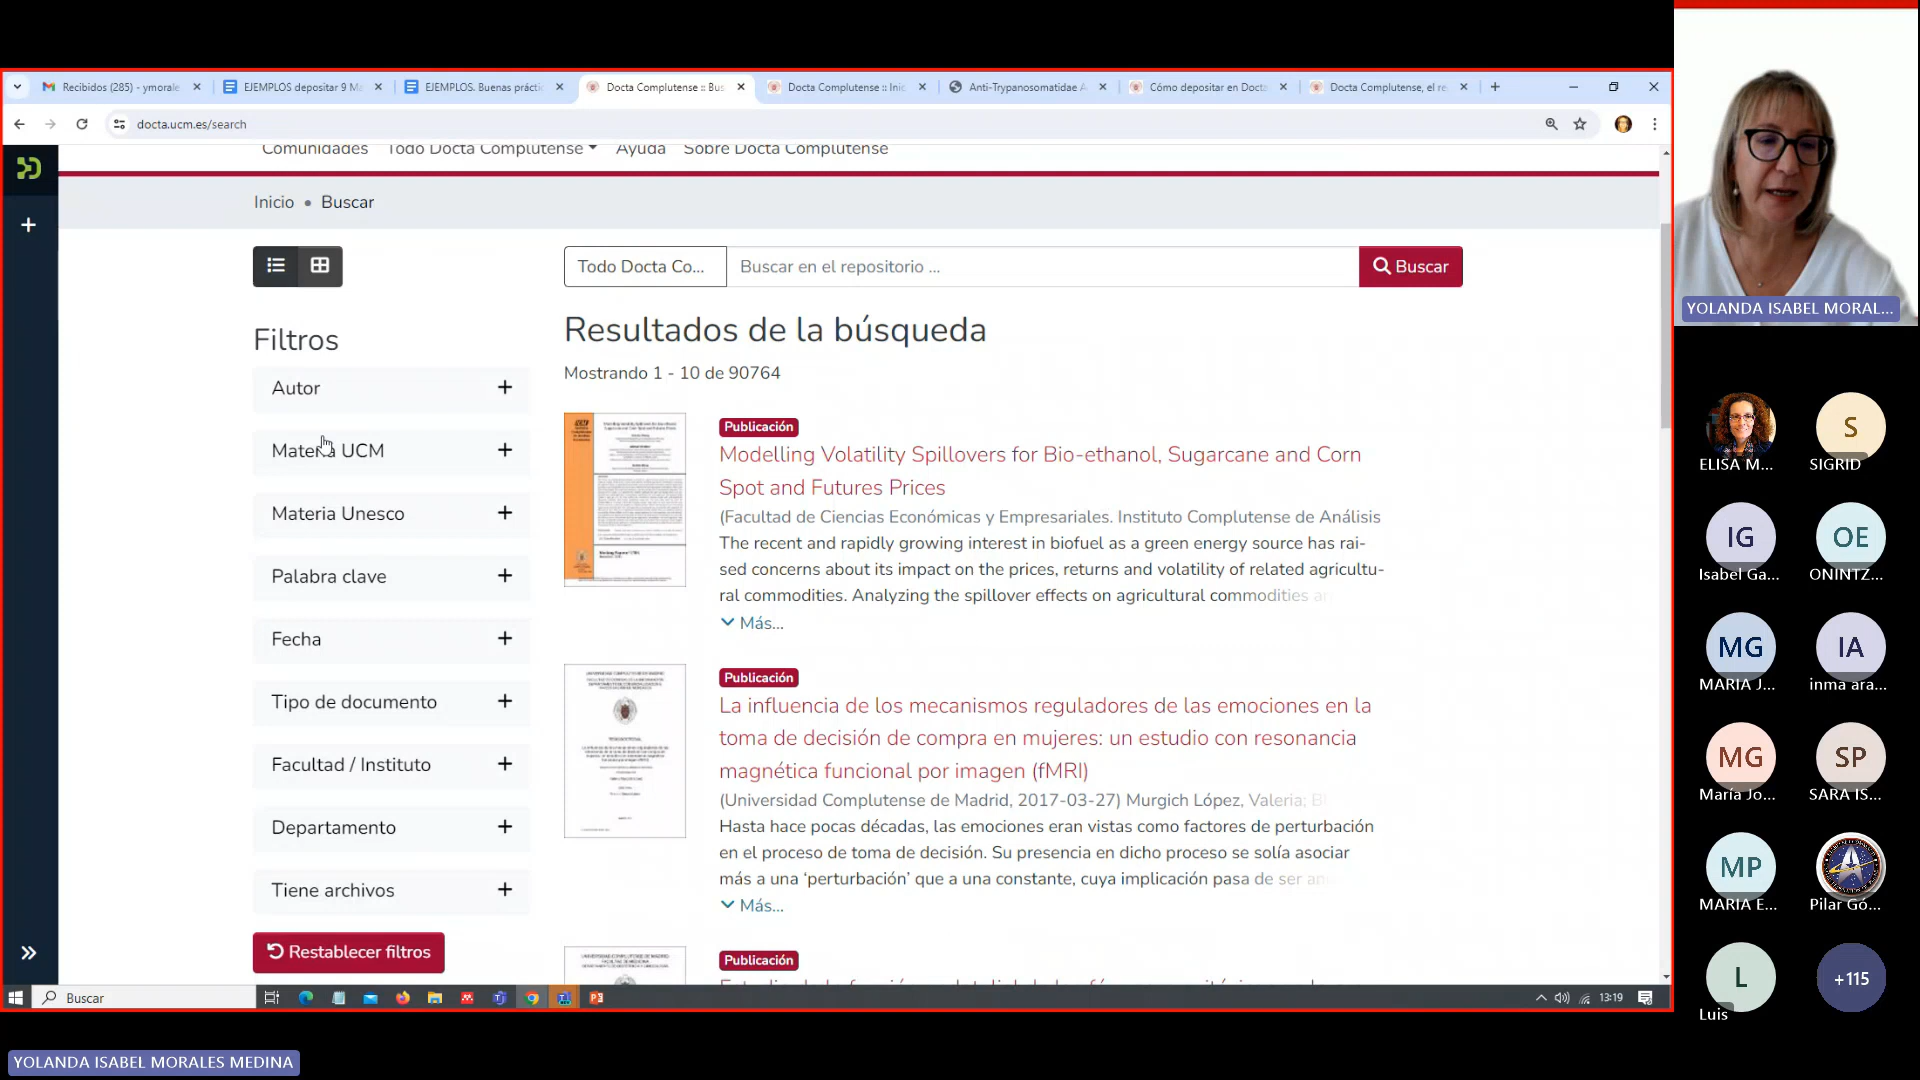 Recibidos (285) - ymorale
EJEMPLOS depositar 9 Ma
EJEMPLOS. Buenas prácti
Docta Complutense :: Bus
Docta Complutense :: Inic
Anti-Trypanosomatidae A
Cómo depositar en Docta
Docta Complutense, el re
docta.ucm.es/search
Comunidades Todo Docta Complutense Ayuda Sobre Docta Complutense
Inicio • Buscar
Todo Docta Co... Buscar en el repositorio ... Buscar
Filtros
Autor
Materia UCM
Materia Unesco
Palabra clave
Fecha
Tipo de documento
Facultad / Instituto
Departamento
Tiene archivos
Restablecer filtros
Resultados de la búsqueda
Mostrando 1 - 10 de 90764
Publicación
Modelling Volatility Spillovers for Bio-ethanol, Sugarcane and Corn
Spot and Futures Prices
(Facultad de Ciencias Económicas y Empresariales. Instituto Complutense de Análisis
The recent and rapidly growing interest in biofuel as a green energy source has rai-
sed concerns about its impact on the prices, returns and volatility of related agricultu-
ral commodities. Analyzing the spillover effects on agricultural commodities
Más...
Publicación
La influencia de los mecanismos reguladores de las emociones en la
toma de decisión de compra en mujeres: un estudio con resonancia
magnética funcional por imagen (fMRI)
(Universidad Complutense de Madrid, 2017-03-27) Murgich López, Valeria;
Hasta hace pocas décadas, las emociones eran vistas como factores de perturbación
en el proceso de toma de decisión. Su presencia en dicho proceso se solía asociar
más a una ‘perturbación’ que a una constante, cuya implicación pasa de ser
Más...
Publicación
Buscar
13:19
YOLANDA ISABEL MORAL...
ELISA M...
S
SIGRID
IG
Isabel Ga...
OE
ONINTZ...
MG
MARIA J...
IA
inma ara...
MG
María Jo...
SP
SARA IS...
MP
MARIA E...
Pilar Gó...
L
Luis
+115
YOLANDA ISABEL MORALES MEDINA